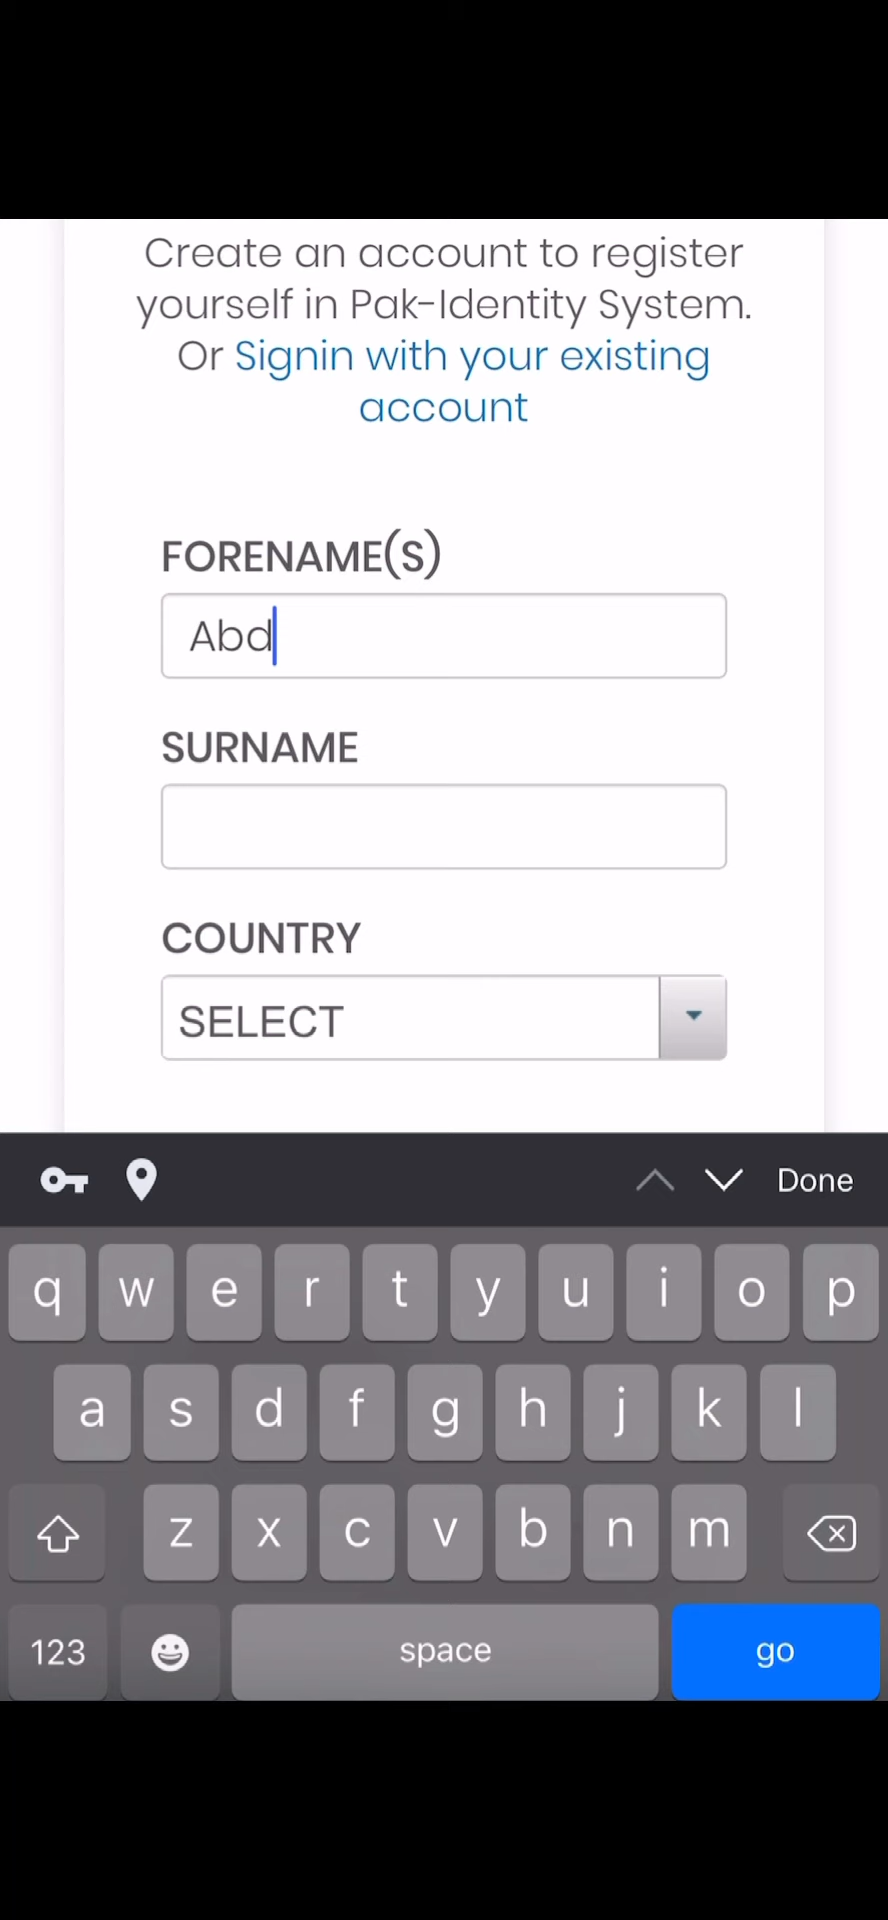 Create an account to register
yourself in Pak-Identity System.
Or Signin with your existing
account
FORENAME(S)
Abd
SURNAME
COUNTRY
SELECT
Done
q w e r t y u i o p
a s d f g h j k l
z x c v b n m
123 space go